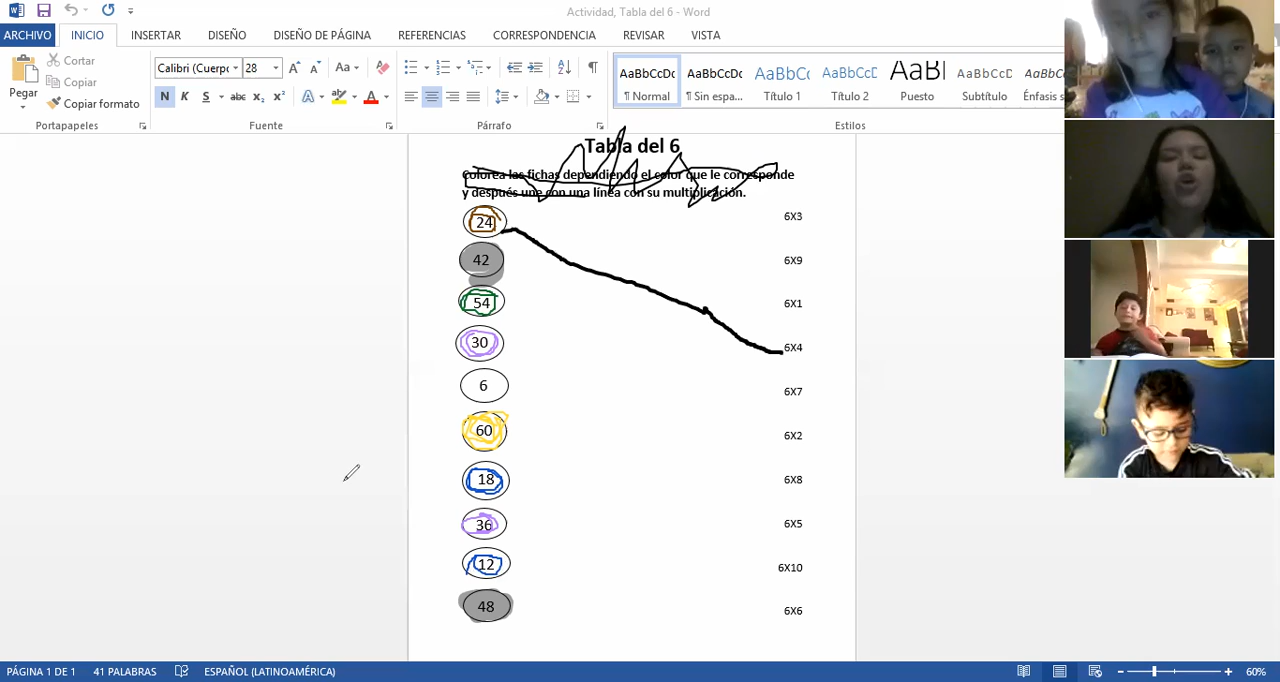 Actividad, Tabla del 6 - Word
ARCHIVO INICIO INSERTAR DISEÑO DISEÑO DE PÁGINA REFERENCIAS CORRESPONDENCIA REVISAR VISTA
Pegar
Cortar
Copiar
Copiar formato
Portapapeles
Calibri (Cuerpo 28
Fuente
Párrafo
AaBbCcDc AaBbCcDc AaBbCc AaBbCcD AaBl AaBbCcD AaBbCc
¶ Normal ¶ Sin espa... Título 1 Título 2 Puesto Subtítulo Énfasis s
Estilos
Tabla del 6
Colorea las fichas dependiendo el color que le corresponde
y después une con una línea con su multiplicación.
24 6X3
42 6X9
54 6X1
30 6X4
6 6X7
60 6X2
18 6X8
36 6X5
12 6X10
48 6X6
PÁGINA 1 DE 1 41 PALABRAS ESPAÑOL (LATINOAMÉRICA) 60%